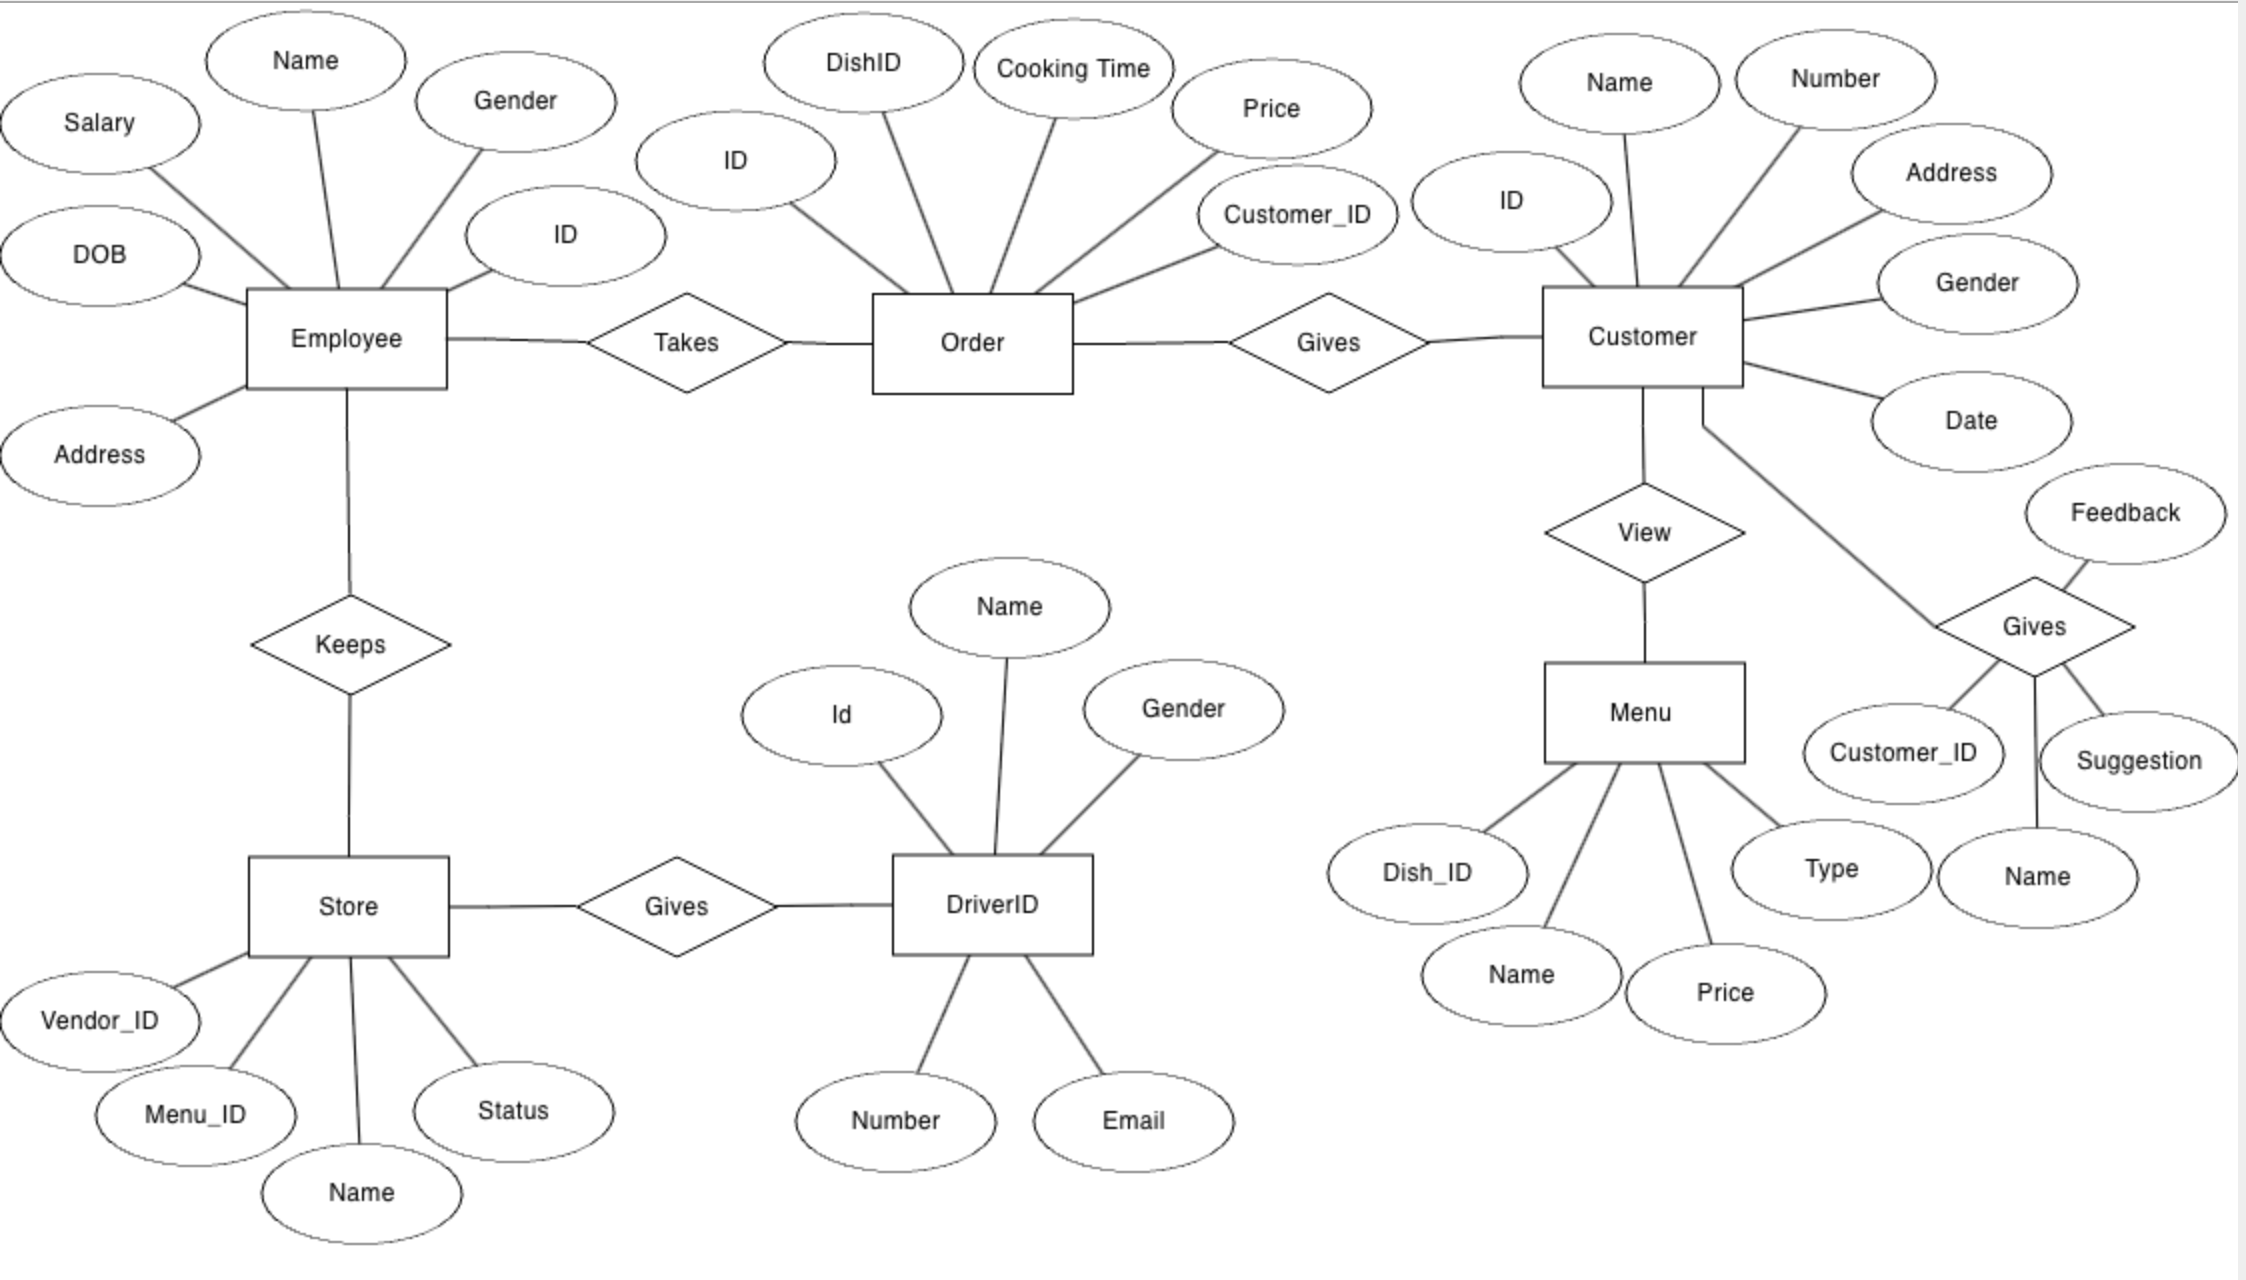 Name
Salary
Gender
DOB
ID
Employee
Address
Takes
DishID
Cooking Time
Price
ID
Customer_ID
Order
Gives
Name
Number
ID
Address
Gender
Customer
Date
View
Feedback
Gives
Customer_ID
Suggestion
Name
Menu
Dish_ID
Type
Name
Price
Keeps
Store
Gives
Vendor_ID
Menu_ID
Status
Name
Name
Id
Gender
DriverID
Number
Email